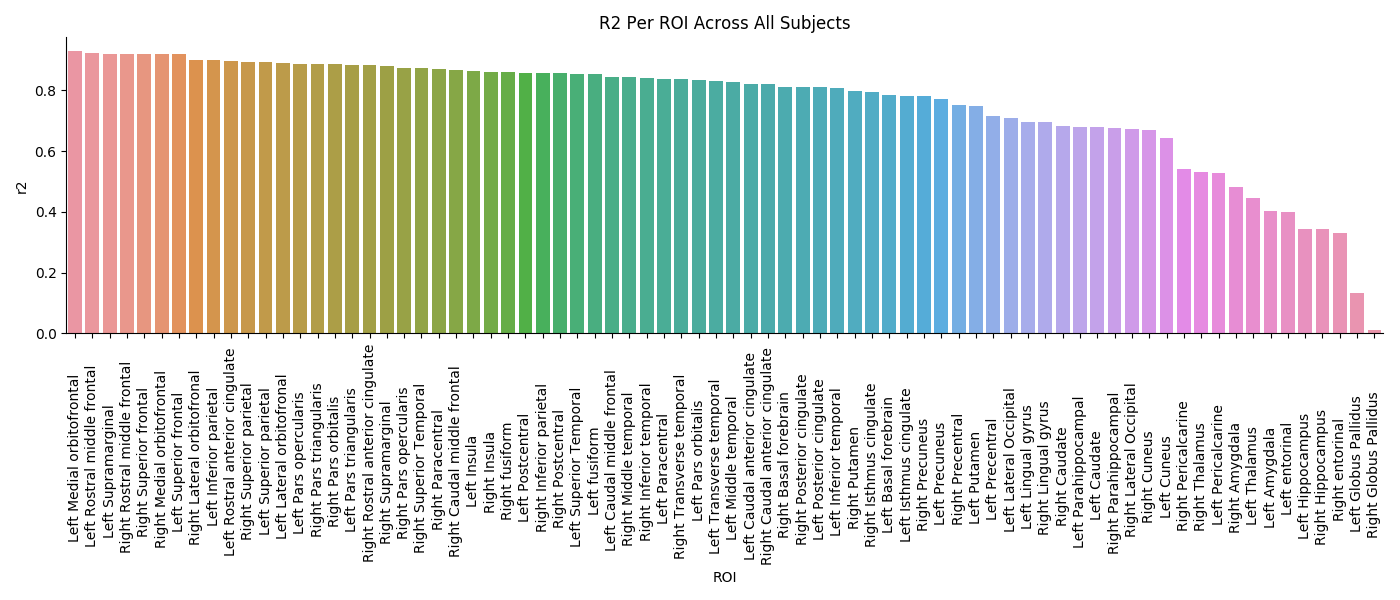 R2 Per ROI Across All Subjects
r2
0.8
0.6
0.4
0.2
0.0
Left Medial orbitofrontal
Left Rostral middle frontal
Left Supramarginal
Right Rostral middle frontal
Right Superior frontal
Right Medial orbitofrontal
Left Superior frontal
Right Lateral orbitofronal
Left Inferior parietal
Left Rostral anterior cingulate
Right Superior parietal
Left Superior parietal
Left Lateral orbitofronal
Left Pars opercularis
Right Pars triangularis
Right Pars orbitalis
Left Pars triangularis
Right Rostral anterior cingulate
Right Supramarginal
Right Pars opercularis
Right Superior Temporal
Right Paracentral
Right Caudal middle frontal
Left Insula
Right Insula
Right fusiform
Left Postcentral
Right Inferior parietal
Right Postcentral
Left Superior Temporal
Left fusiform
Left Caudal middle frontal
Right Middle temporal
Right Inferior temporal
Left Paracentral
Right Transverse temporal
Left Pars orbitalis
Left Transverse temporal
Left Middle temporal
Left Caudal anterior cingulate
Right Caudal anterior cingulate
Right Basal forebrain
Right Posterior cingulate
Left Posterior cingulate
Left Inferior temporal
Right Putamen
Right Isthmus cingulate
Left Basal forebrain
Left Isthmus cingulate
Right Precuneus
Left Precuneus
Right Precentral
Left Putamen
Left Precentral
Left Lateral Occipital
Left Lingual gyrus
Right Lingual gyrus
Right Caudate
Left Parahippocampal
Left Caudate
Right Parahippocampal
Right Lateral Occipital
Right Cuneus
Left Cuneus
Right Pericalcarine
Right Thalamus
Left Pericalcarine
Right Amygdala
Left Thalamus
Left Amygdala
Left entorinal
Left Hippocampus
Right Hippocampus
Right entorinal
Left Globus Pallidus
Right Globus Pallidus
ROI